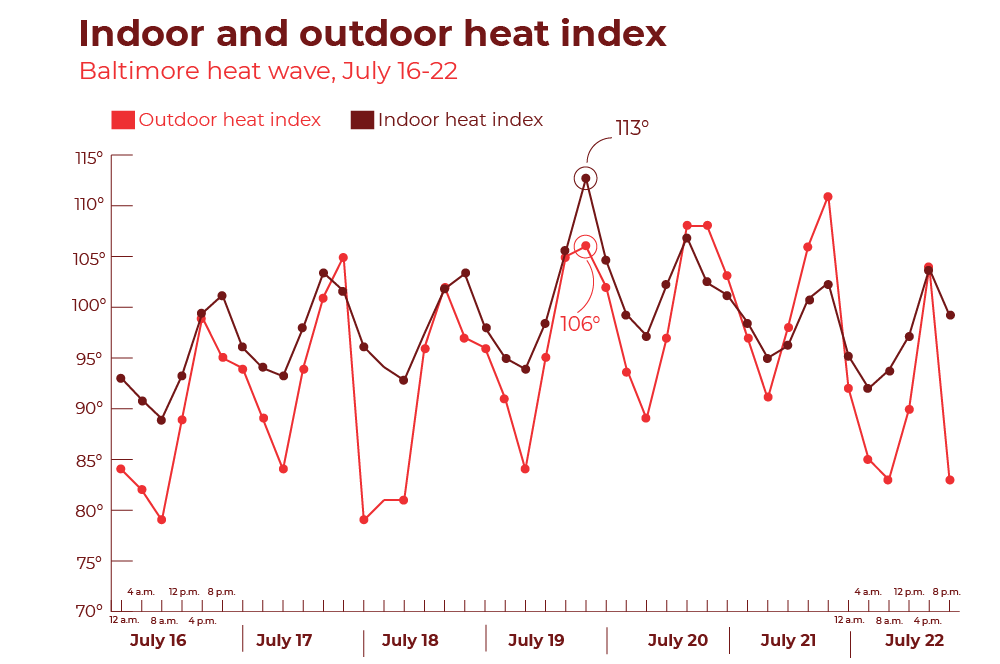 Indoor and outdoor heat index
Baltimore heat wave, July 16-22
Outdoor heat index Indoor heat index
113°
115°
110°
105°
100°
106°
95°
90°
85°
80°
75°
4 a.m. 12 p.m. 8 p.m. 4 a.m. 12 p.m. 8 p.m.
70°
12 a.m. 8 a.m. 4 p.m. 12 a.m. 8 a.m. 4 p.m.
July 16 July 17 July 18 July 19 July 20 July 21 July 22